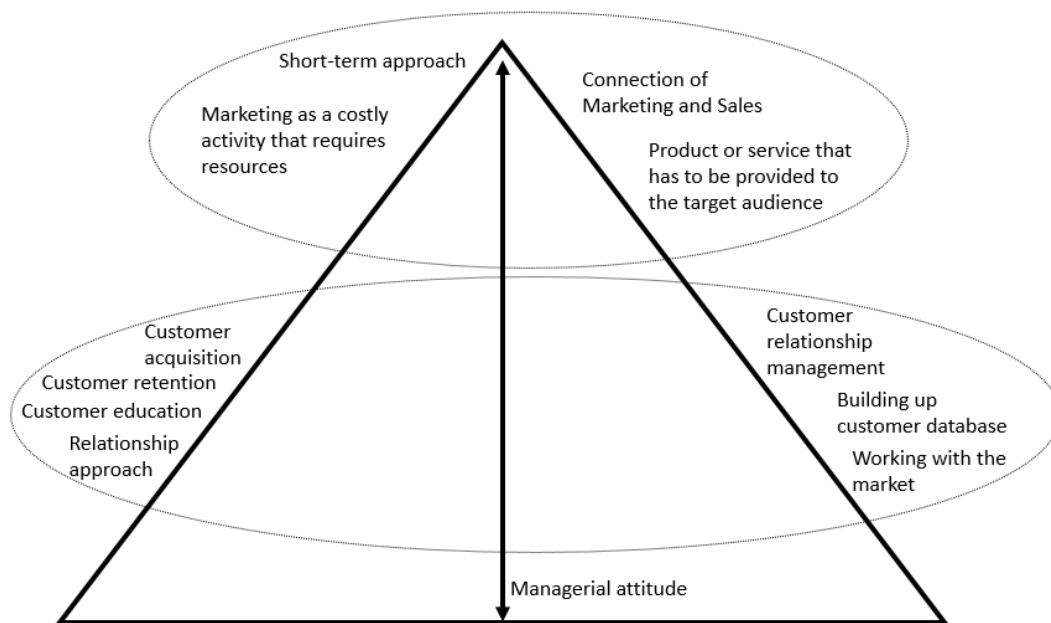 Short-term approach
Marketing as a costly
activity that requires
resources
Connection of
Marketing and Sales
Product or service that
has to be provided to
the target audience
Customer
acquisition
Customer retention
Customer education
Relationship
approach
Customer
relationship
management
Building up
customer database
Working with the
market
Managerial attitude